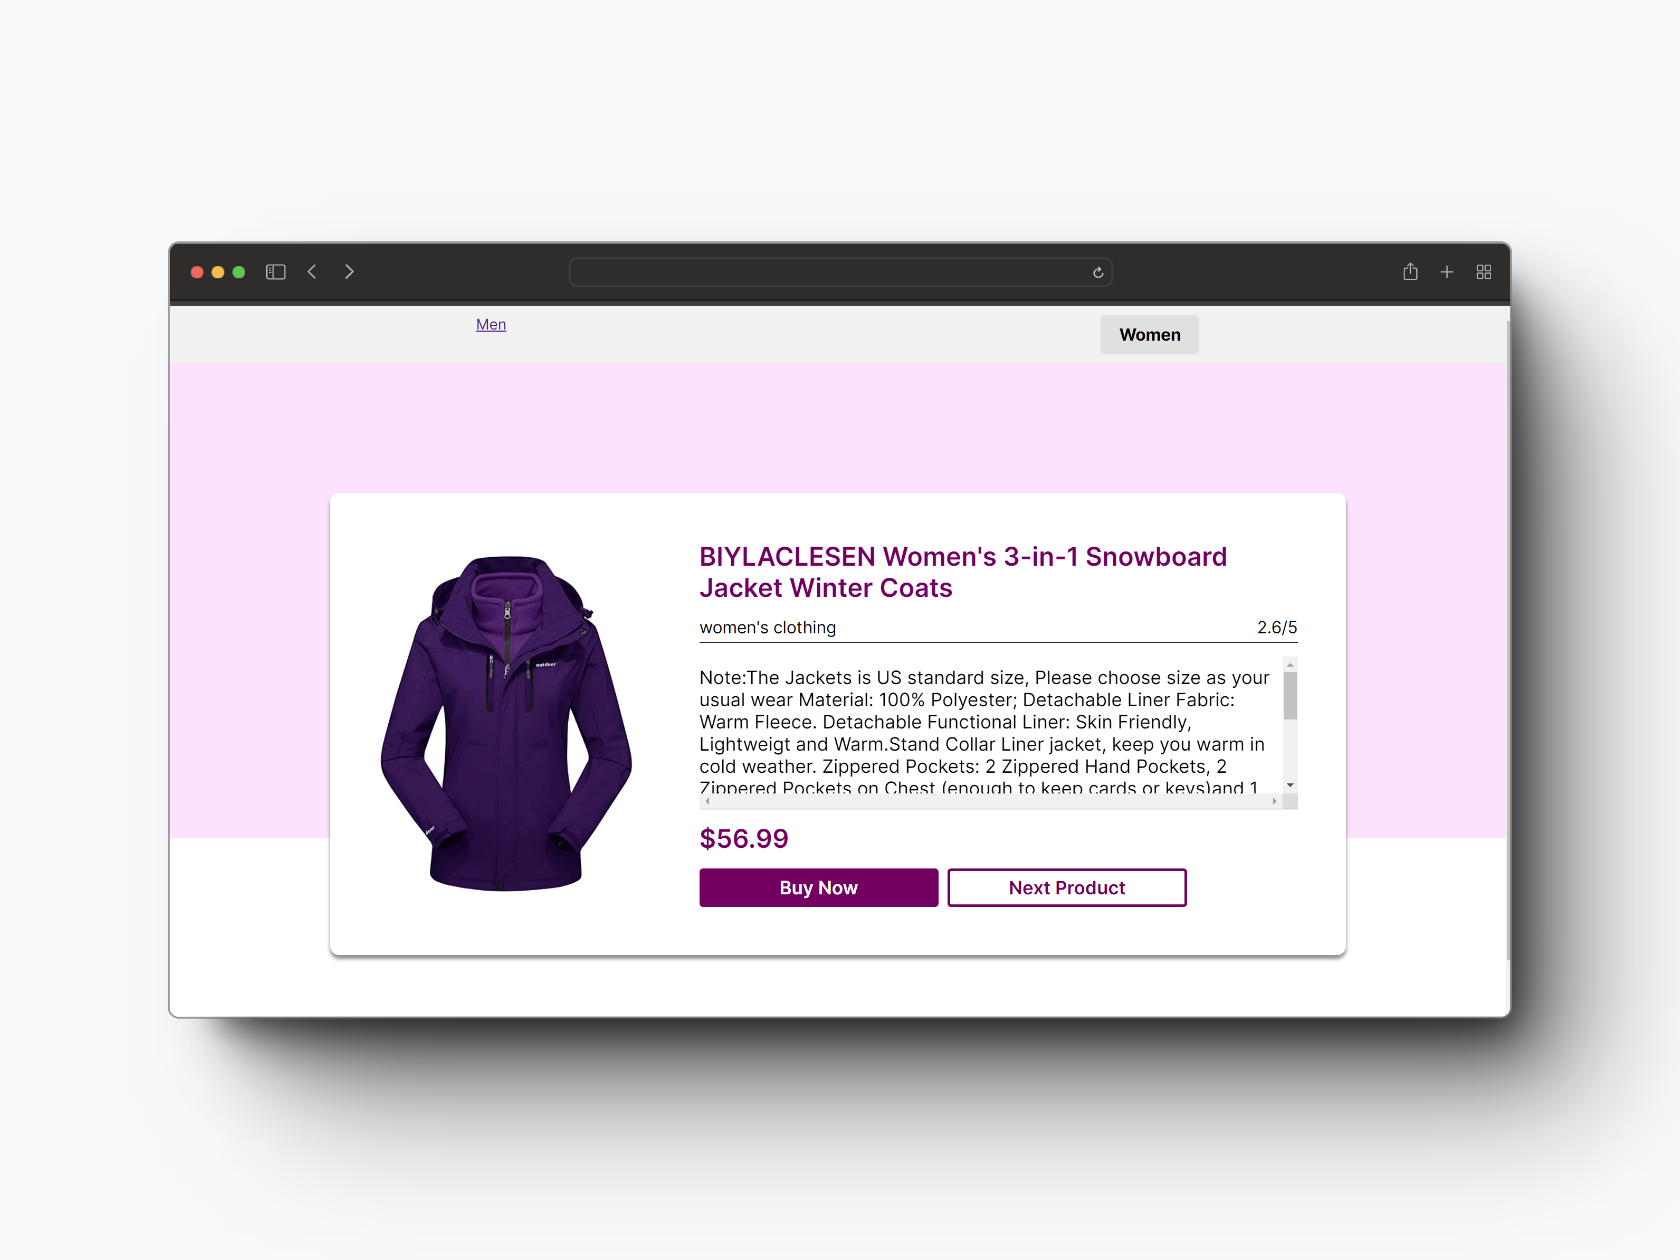 Men
Women
BIYLACLESEN Women's 3-in-1 Snowboard
Jacket Winter Coats
women's clothing
2.6/5
Note:The Jackets is US standard size, Please choose size as your
usual wear Material: 100% Polyester; Detachable Liner Fabric:
Warm Fleece. Detachable Functional Liner: Skin Friendly,
Lightweigt and Warm.Stand Collar Liner jacket, keep you warm in
cold weather. Zippered Pockets: 2 Zippered Hand Pockets, 2
Zippered Pockets on Chest (enough to keep cards or keys)and 1
outdoor
$56.99
Buy Now
Next Product